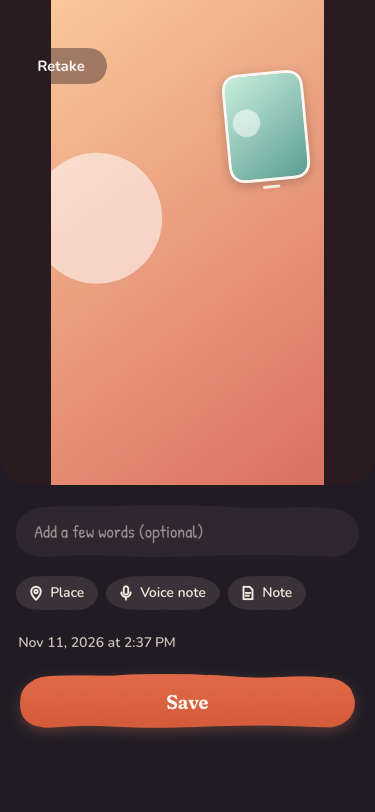 Retake
Add a few words (optional)
Place Voice note Note
Nov 11, 2026 at 2:37 PM
Save